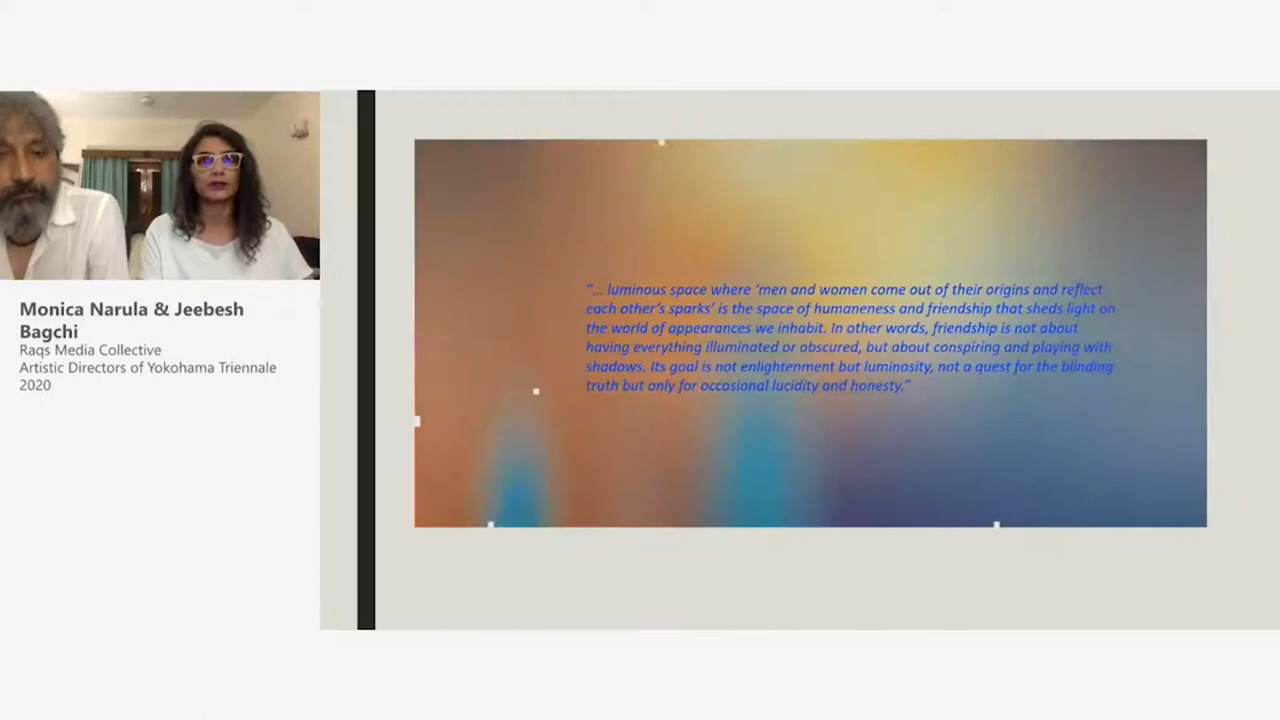 Monica Narula & Jeebesh
Bagchi
Raqs Media Collective
Artistic Directors of Yokohama Triennale
2020
“... luminous space where ‘men and women come out of their origins and reflect
each other’s sparks’ is the space of humaneness and friendship that sheds light on
the world of appearances we inhabit. In other words, friendship is not about
having everything illuminated or obscured, but about conspiring and playing with
shadows. Its goal is not enlightenment but luminosity, not a quest for the blinding
truth but only for occasional lucidity and honesty.”